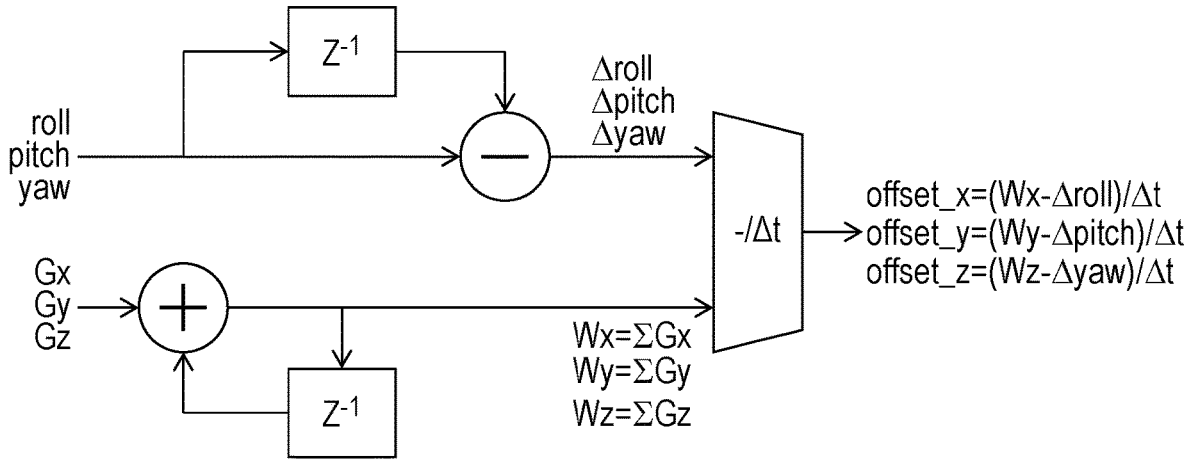 Z-1
Δroll
Δpitch
Δyaw
roll
pitch
yaw
−
-/Δt
offset_x=(Wx-Δroll)/Δt
offset_y=(Wy-Δpitch)/Δt
offset_z=(Wz-Δyaw)/Δt
Gx
Gy
Gz
+
Wx=ΣGx
Wy=ΣGy
Wz=ΣGz
Z-1